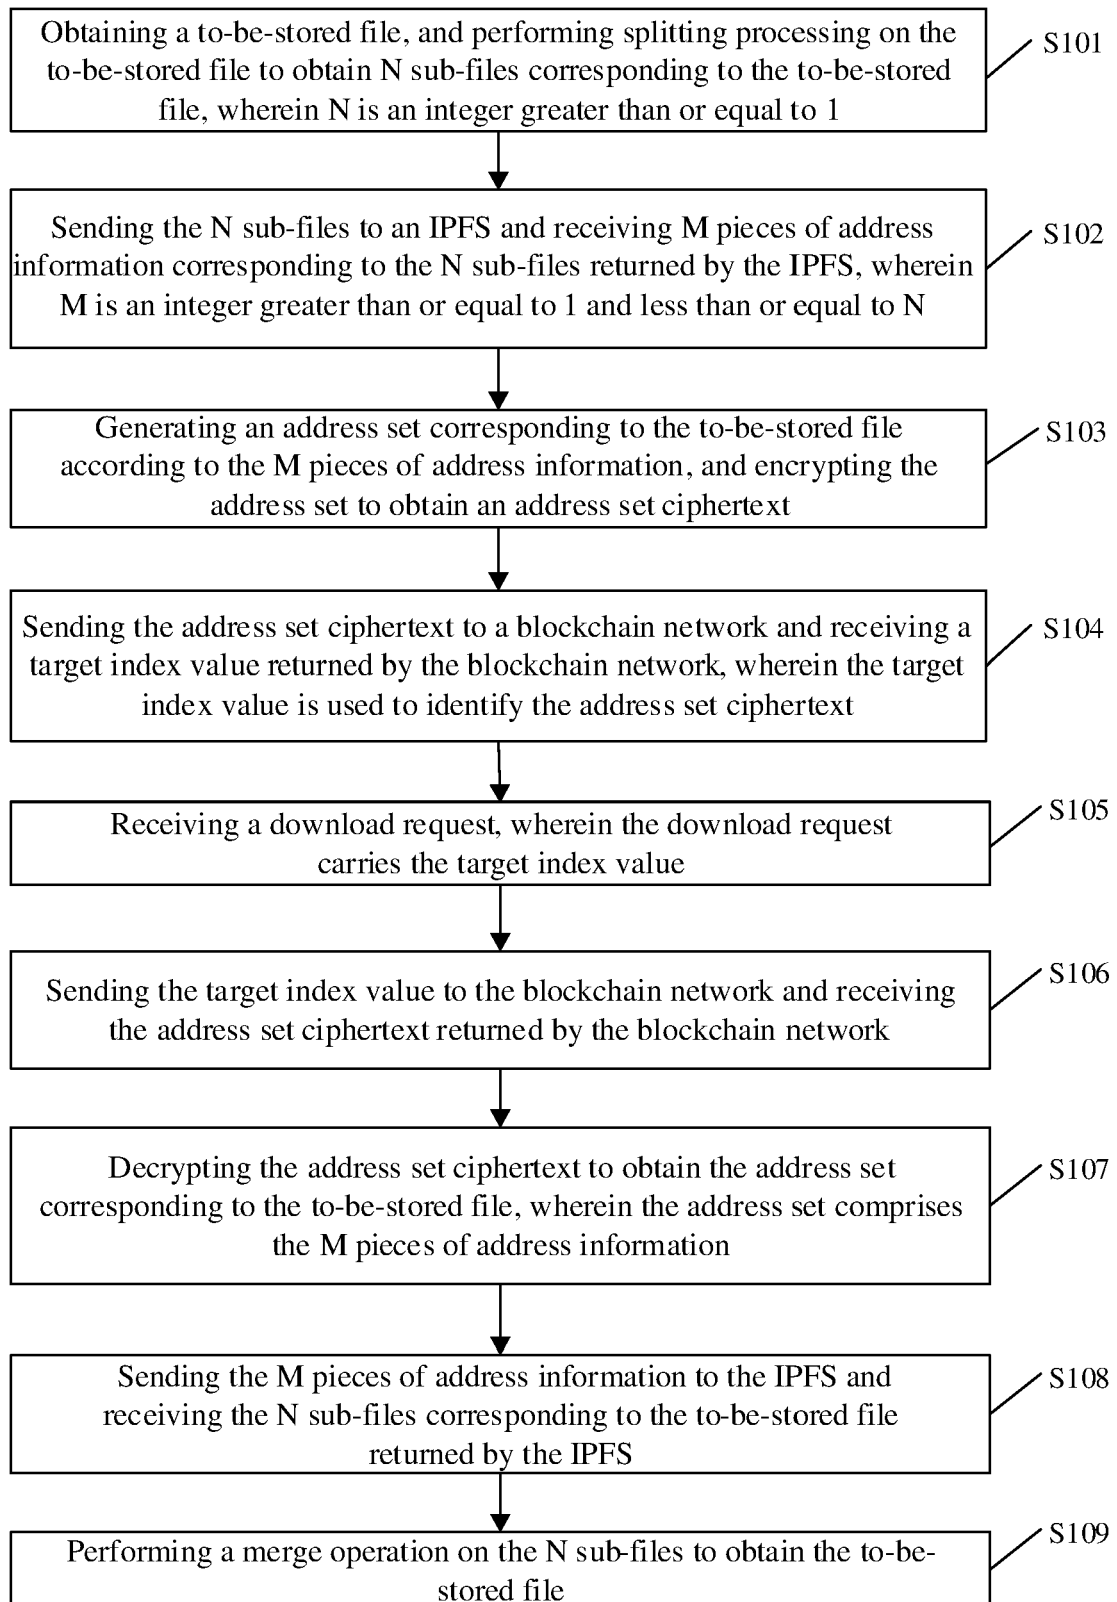 Obtaining a to-be-stored file, and performing splitting processing on the
to-be-stored file to obtain N sub-files corresponding to the to-be-stored
file, wherein N is an integer greater than or equal to 1
S101
Sending the N sub-files to an IPFS and receiving M pieces of address
information corresponding to the N sub-files returned by the IPFS, wherein
M is an integer greater than or equal to 1 and less than or equal to N
S102
Generating an address set corresponding to the to-be-stored file
according to the M pieces of address information, and encrypting the
address set to obtain an address set ciphertext
S103
Sending the address set ciphertext to a blockchain network and receiving a
target index value returned by the blockchain network, wherein the target
index value is used to identify the address set ciphertext
S104
Receiving a download request, wherein the download request
carries the target index value
S105
Sending the target index value to the blockchain network and receiving
the address set ciphertext returned by the blockchain network
S106
Decrypting the address set ciphertext to obtain the address set
corresponding to the to-be-stored file, wherein the address set comprises
the M pieces of address information
S107
Sending the M pieces of address information to the IPFS and
receiving the N sub-files corresponding to the to-be-stored file
returned by the IPFS
S108
Performing a merge operation on the N sub-files to obtain the to-be-
stored file
S109